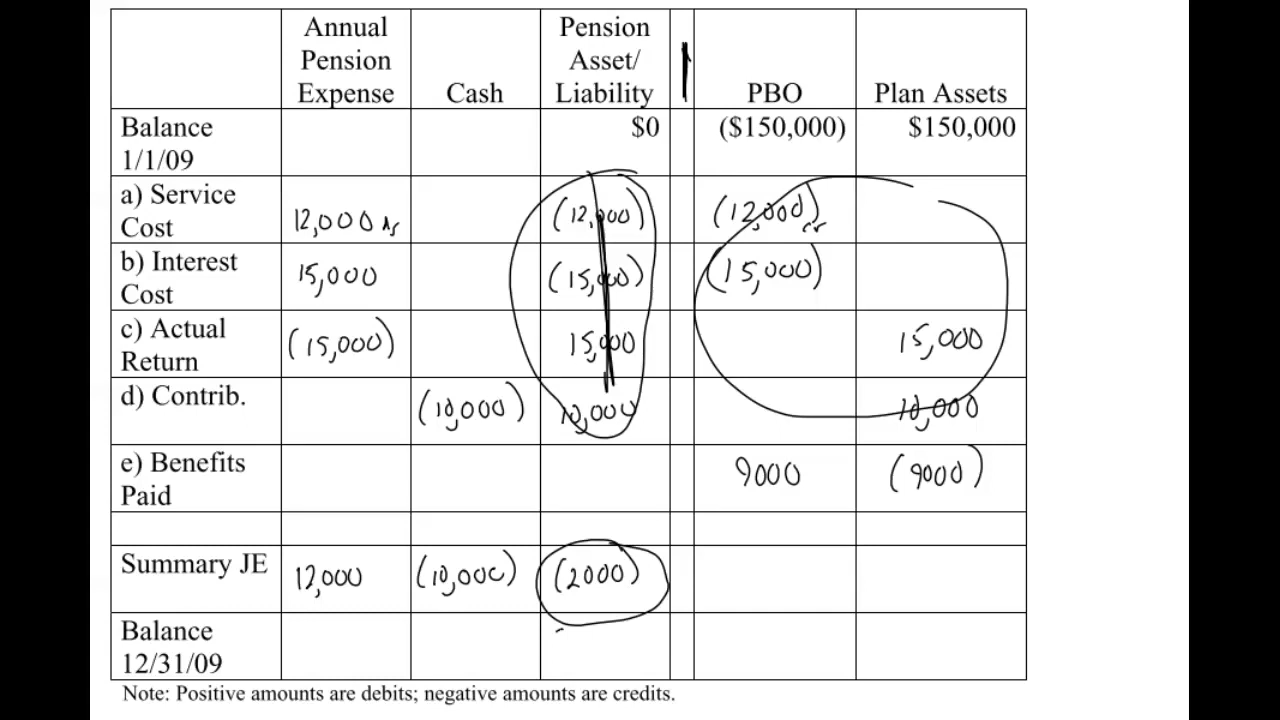 Annual Pension Expense Cash Pension Asset/ Liability PBO Plan Assets
Balance 1/1/09 $0 ($150,000) $150,000
a) Service Cost 12,000 dr (12,000) (12,000) cr
b) Interest Cost 15,000 (15,000) (15,000)
c) Actual Return (15,000) 15,000 15,000
d) Contrib. (10,000) 10,000 10,000
e) Benefits Paid 9000 (9000)
Summary JE 12,000 (10,000) (2000)
Balance 12/31/09
Note: Positive amounts are debits; negative amounts are credits.